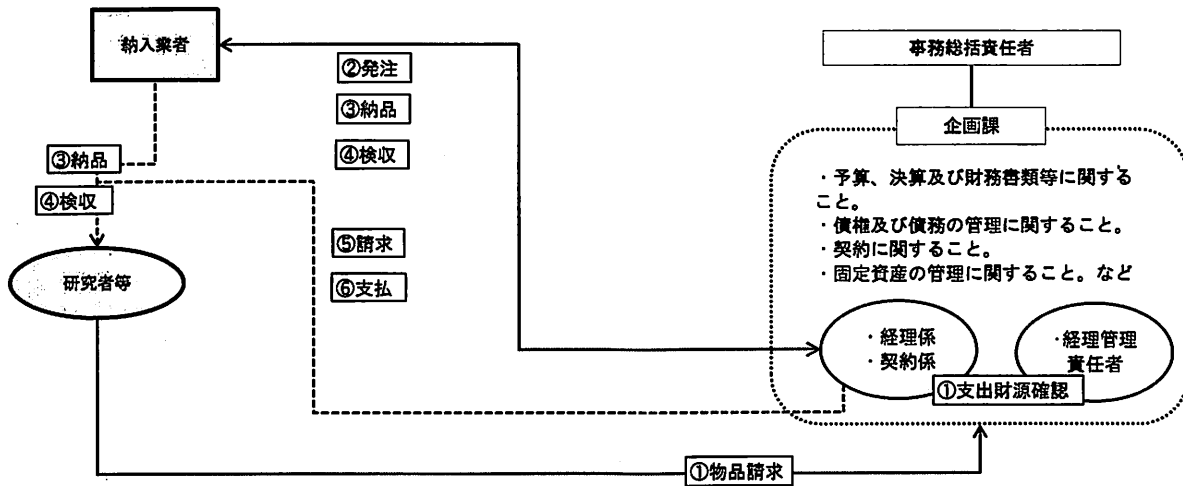 納入業者
②発注
③納品
④検収
⑤請求
⑥支払
③納品
④検収
研究者等
事務総括責任者
企画課
・予算、決算及び財務書類等に関する
こと。
・債権及び債務の管理に関すること。
・契約に関すること。
・固定資産の管理に関すること。など
・経理係
・契約係
・経理管理
責任者
①支出財源確認
①物品請求